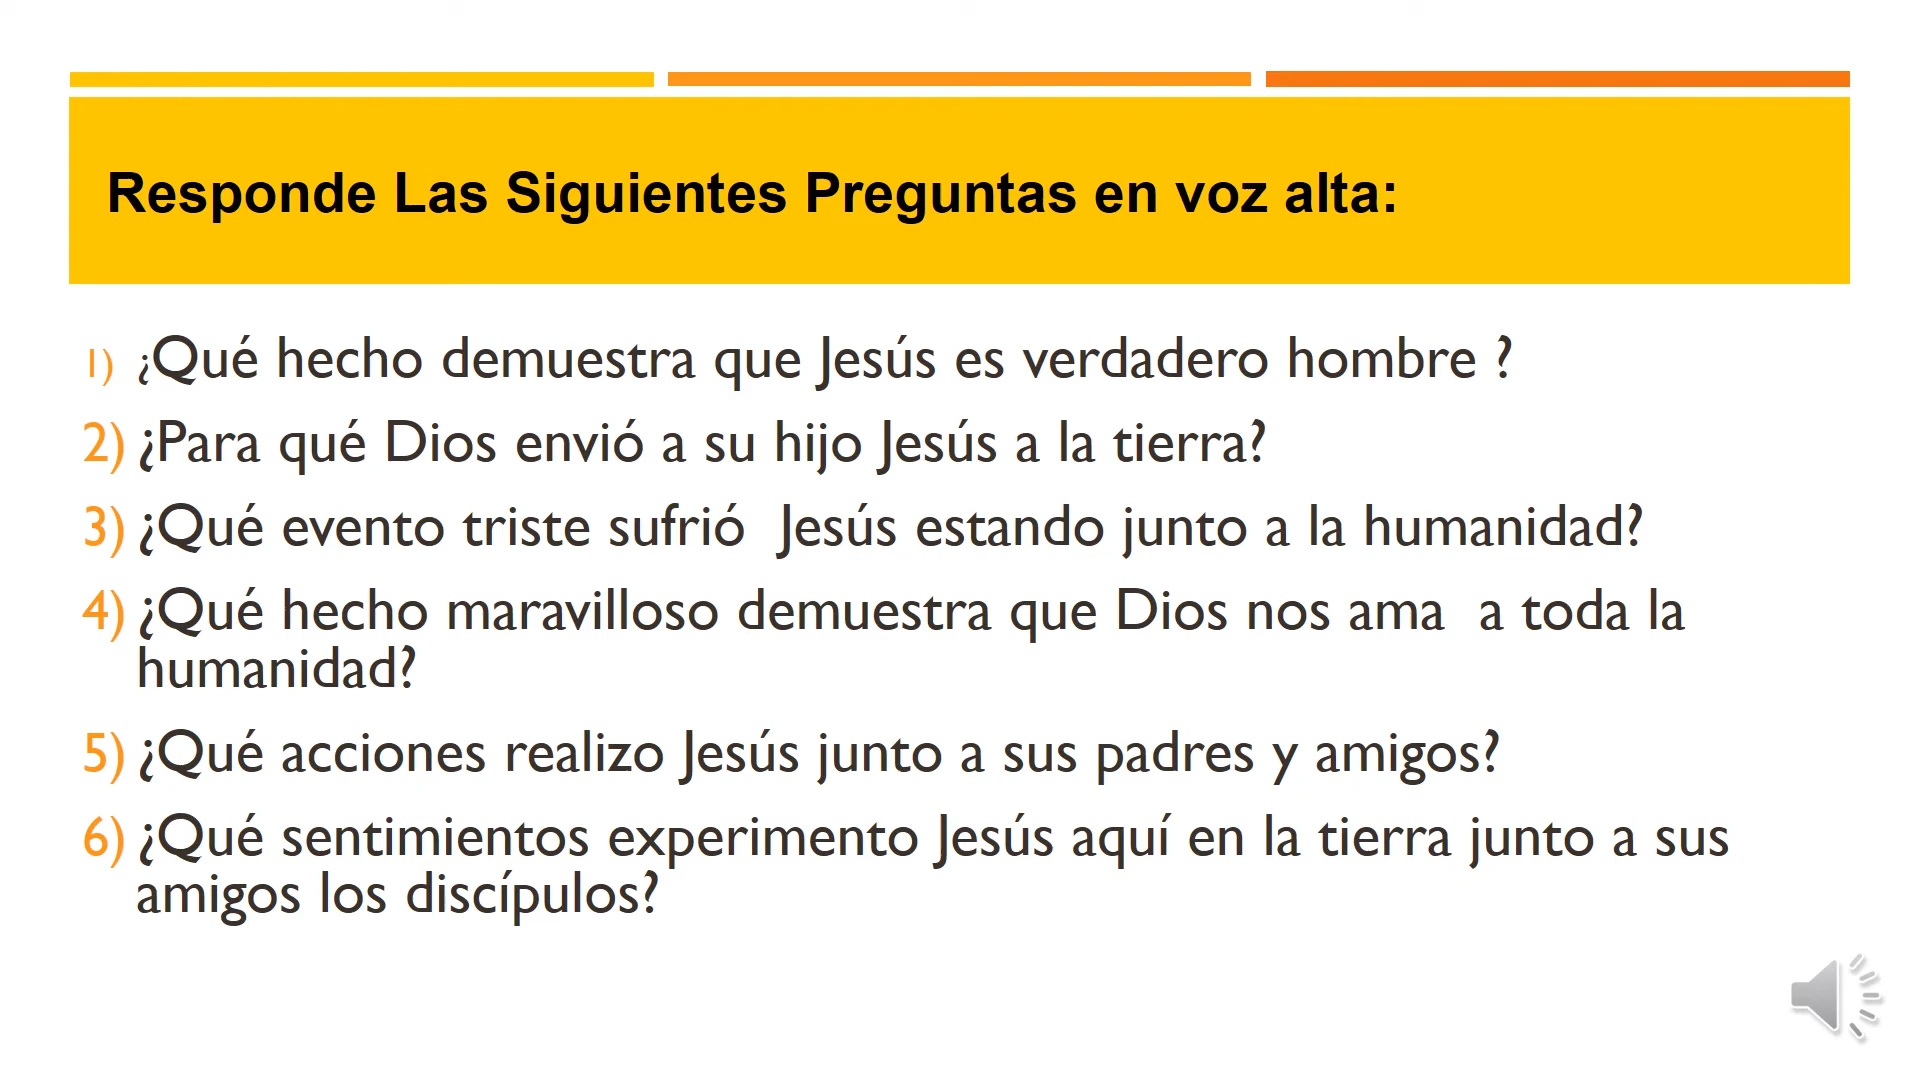 Responde Las Siguientes Preguntas en voz alta:
1) ¿Qué hecho demuestra que Jesús es verdadero hombre ?
2) ¿Para qué Dios envió a su hijo Jesús a la tierra?
3) ¿Qué evento triste sufrió  Jesús estando junto a la humanidad?
4) ¿Qué hecho maravilloso demuestra que Dios nos ama  a toda la
humanidad?
5) ¿Qué acciones realizo Jesús junto a sus padres y amigos?
6) ¿Qué sentimientos experimento Jesús aquí en la tierra junto a sus
amigos los discípulos?